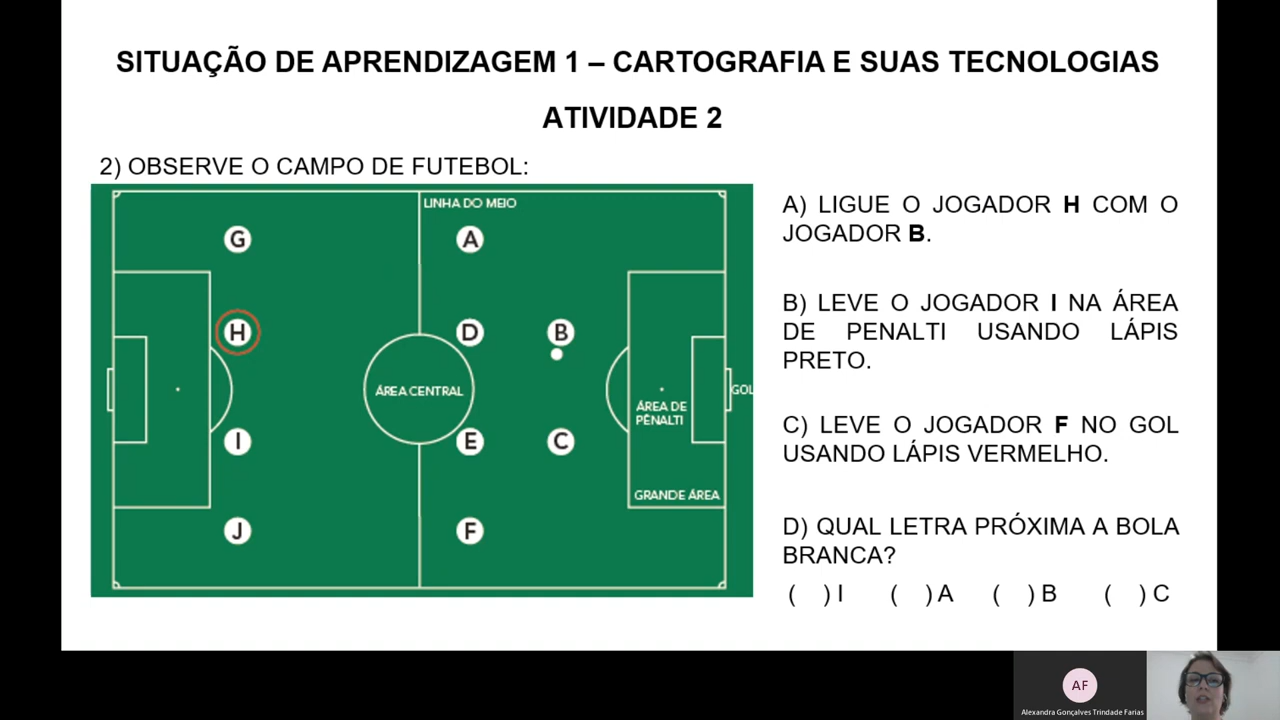 SITUAÇÃO DE APRENDIZAGEM 1 – CARTOGRAFIA E SUAS TECNOLOGIAS
ATIVIDADE 2
2) OBSERVE O CAMPO DE FUTEBOL:
LINHA DO MEIO
G
A
H
D
B
ÁREA CENTRAL
GOL
ÁREA DE
PÊNALTI
I
E
C
GRANDE ÁREA
J
F
A) LIGUE O JOGADOR H COM O
JOGADOR B.
B) LEVE O JOGADOR I NA ÁREA
DE PENALTI USANDO LÁPIS
PRETO.
C) LEVE O JOGADOR F NO GOL
USANDO LÁPIS VERMELHO.
D) QUAL LETRA PRÓXIMA A BOLA
BRANCA?
( ) I ( ) A ( ) B ( ) C
AF
Alexandra Gonçalves Trindade Farias